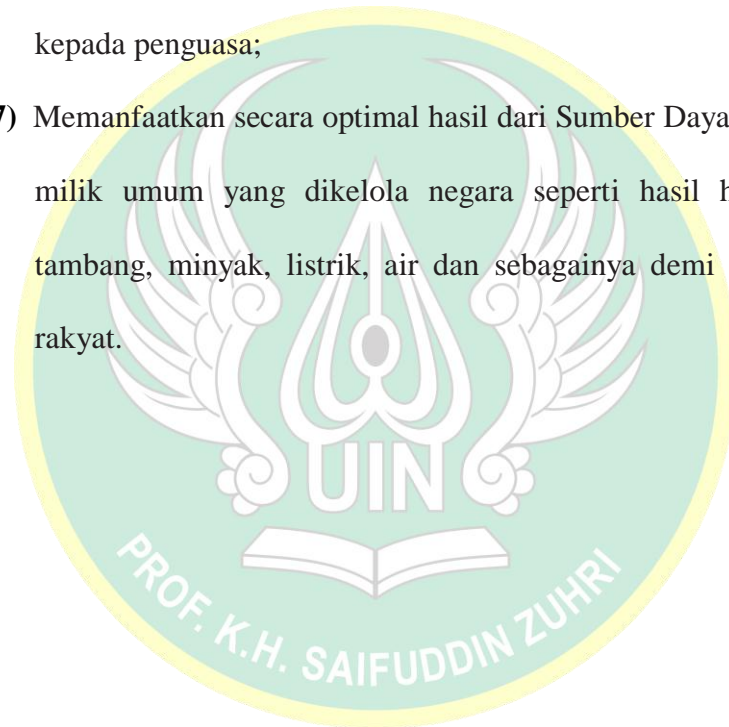 kepada penguasa;
7) Memanfaatkan secara optimal hasil dari Sumber Daya
milik umum yang dikelola negara seperti hasil h
tambang, minyak, listrik, air dan sebagainya demi
rakyat.
UIN
PROF. K.H. SAIFUDDIN ZUHRI